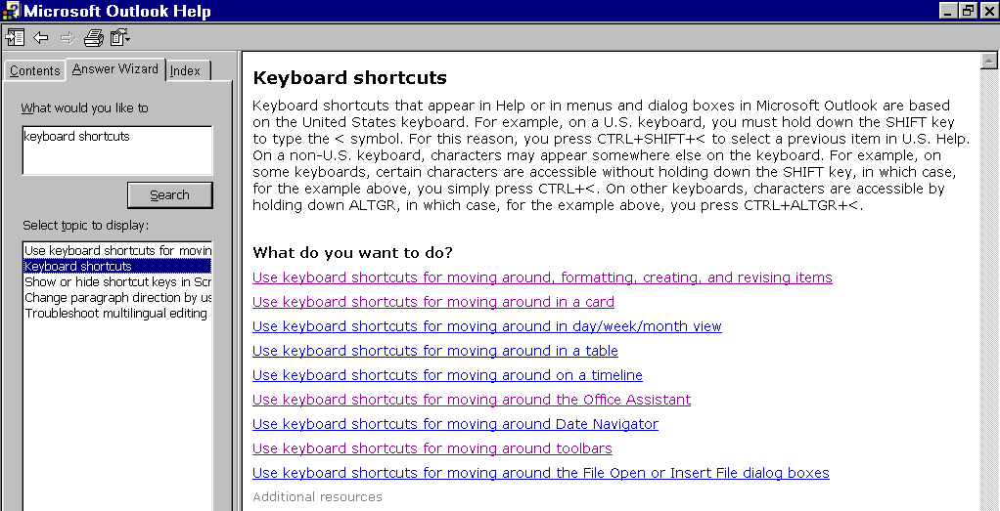 Microsoft Outlook Help
Contents
Answer Wizard
Index
What would you like to
keyboard shortcuts
Search
Select topic to display:
Use keyboard shortcuts for movin
Keyboard shortcuts
Show or hide shortcut keys in Scr
Change paragraph direction by us
Troubleshoot multilingual editing
Keyboard shortcuts
Keyboard shortcuts that appear in Help or in menus and dialog boxes in Microsoft Outlook are based
on the United States keyboard. For example, on a U.S. keyboard, you must hold down the SHIFT key
to type the < symbol. For this reason, you press CTRL+SHIFT+< to select a previous item in U.S. Help.
On a non-U.S. keyboard, characters may appear somewhere else on the keyboard. For example, on
some keyboards, certain characters are accessible without holding down the SHIFT key, in which case,
for the example above, you simply press CTRL+<. On other keyboards, characters are accessible by
holding down ALTGR, in which case, for the example above, you press CTRL+ALTGR+<.
What do you want to do?
Use keyboard shortcuts for moving around, formatting, creating, and revising items
Use keyboard shortcuts for moving around in a card
Use keyboard shortcuts for moving around in day/week/month view
Use keyboard shortcuts for moving around in a table
Use keyboard shortcuts for moving around on a timeline
Use keyboard shortcuts for moving around the Office Assistant
Use keyboard shortcuts for moving around Date Navigator
Use keyboard shortcuts for moving around toolbars
Use keyboard shortcuts for moving around the File Open or Insert File dialog boxes
Additional resources